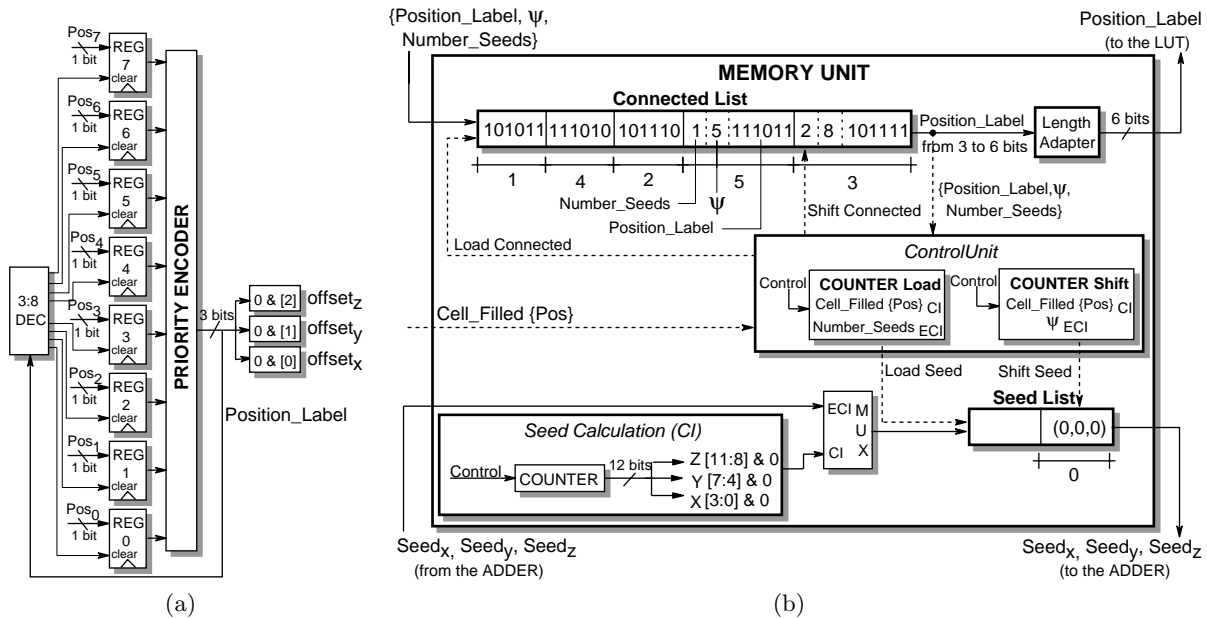 Pos7
1 bit
REG
7
clear
Pos6
1 bit
REG
6
clear
Pos5
1 bit
REG
5
clear
Pos4
1 bit
REG
4
clear
3:8
DEC
Pos3
1 bit
REG
3
clear
Pos2
1 bit
REG
2
clear
Pos1
1 bit
REG
1
clear
Pos0
1 bit
REG
0
clear
PRIORITY ENCODER
3 bits
0 & [2] offsetz
0 & [1] offsety
0 & [0] offsetx
Position_Label
(a)
{Position_Label, ψ,
Number_Seeds}
Position_Label
(to the LUT)
MEMORY UNIT
Connected List
101011 111010 101110 1 5 111011 2 8 101111
Position_Label
from 3 to 6 bits
Length
Adapter
6 bits
1 4 2 5 3
Number_Seeds
ψ
Position_Label
Shift Connected
{Position_Label,ψ,
Number_Seeds}
Load Connected
ControlUnit
Control
COUNTER Load
Cell_Filled {Pos} CI
Number_Seeds ECI
Control
COUNTER Shift
Cell_Filled {Pos} CI
ψ ECI
Cell_Filled {Pos}
Load Seed
Shift Seed
Seed List
(0,0,0)
0
ECI
CI
M
U
X
Seed Calculation (CI)
Control
COUNTER
12 bits
Z [11:8] & 0
Y [7:4] & 0
X [3:0] & 0
Seedx, Seedy, Seedz
(from the ADDER)
Seedx, Seedy, Seedz
(to the ADDER)
(b)